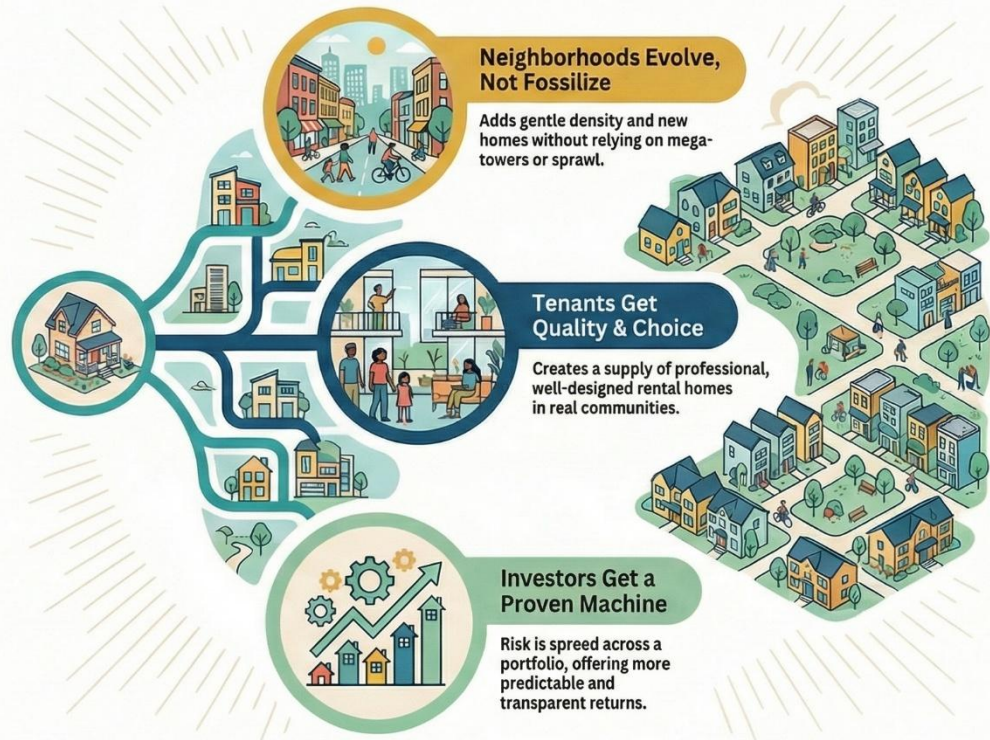 Neighborhoods Evolve,
Not Fossilize
Adds gentle density and new
homes without relying on mega-
towers or sprawl.
Tenants Get
Quality & Choice
Creates a supply of professional,
well-designed rental homes
in real communities.
Investors Get a
Proven Machine
Risk is spreed across a
portfolio, offering more
predictable and
transparent returns.